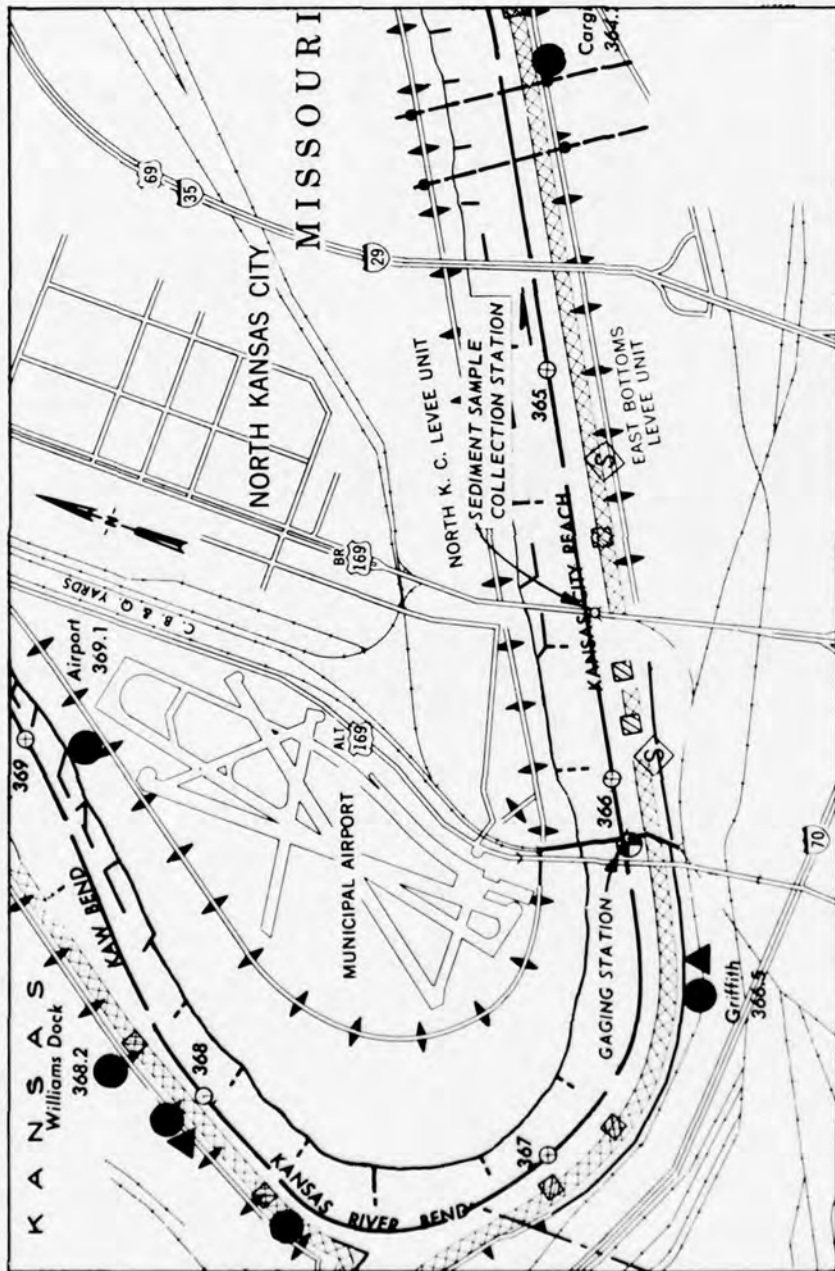 KANSAS
Williams Dock
368.2
KAW BEND
369
Airport
369.1
C. B. & Q. YARDS
368
KANSAS RIVER BEND
367
MUNICIPAL AIRPORT
ALT
169
BR
169
N
NORTH KANSAS CITY
69
35
MISSOURI
29
NORTH K. C. LEVEE UNIT
SEDIMENT SAMPLE
COLLECTION STATION
GAGING STATION
366
KANSAS CITY REACH
365
Griffith
366.5
S
S
EAST BOTTOMS
LEVEE UNIT
70